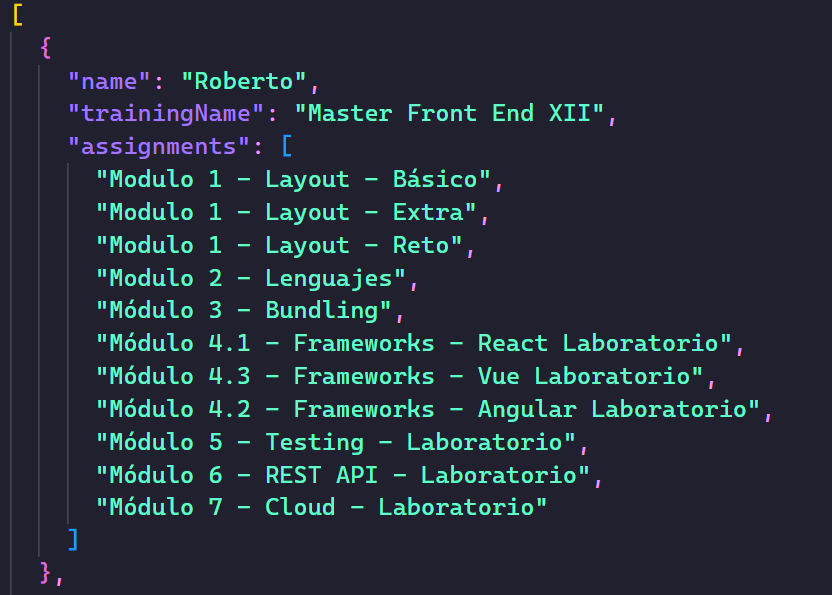 [
{
"name": "Roberto",
"trainingName": "Master Front End XII",
"assignments": [
"Modulo 1 - Layout - Básico",
"Modulo 1 - Layout - Extra",
"Modulo 1 - Layout - Reto",
"Modulo 2 - Lenguajes",
"Módulo 3 - Bundling",
"Módulo 4.1 - Frameworks - React Laboratorio",
"Módulo 4.3 - Frameworks - Vue Laboratorio",
"Módulo 4.2 - Frameworks - Angular Laboratorio",
"Módulo 5 - Testing - Laboratorio",
"Módulo 6 - REST API - Laboratorio",
"Módulo 7 - Cloud - Laboratorio"
]
},